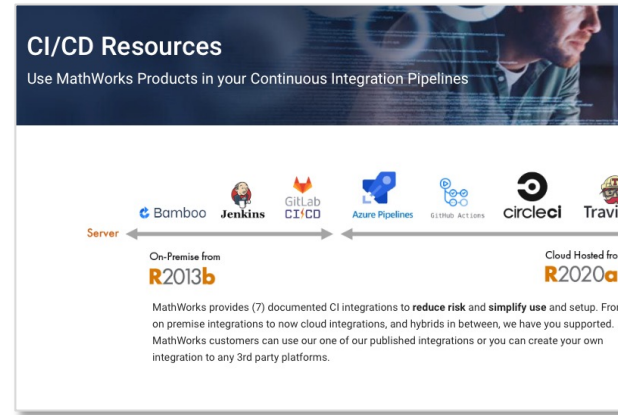 CI/CD Resources
Use MathWorks Products in your Continuous Integration Pipelines
Bamboo
Jenkins
GitLab
CI/CD
Azure Pipelines
GitHub Actions
circleci
Server
On-Premise from
R2013b
Cloud Hosted
R2020a
MathWorks provides (7) documented CI integrations to reduce risk and simplify use and setup.
on premise integrations to now cloud integrations, and hybrids in between, we have you supported.
MathWorks customers can use our one of our published integrations or you can create your own
integration to any 3rd party platforms.